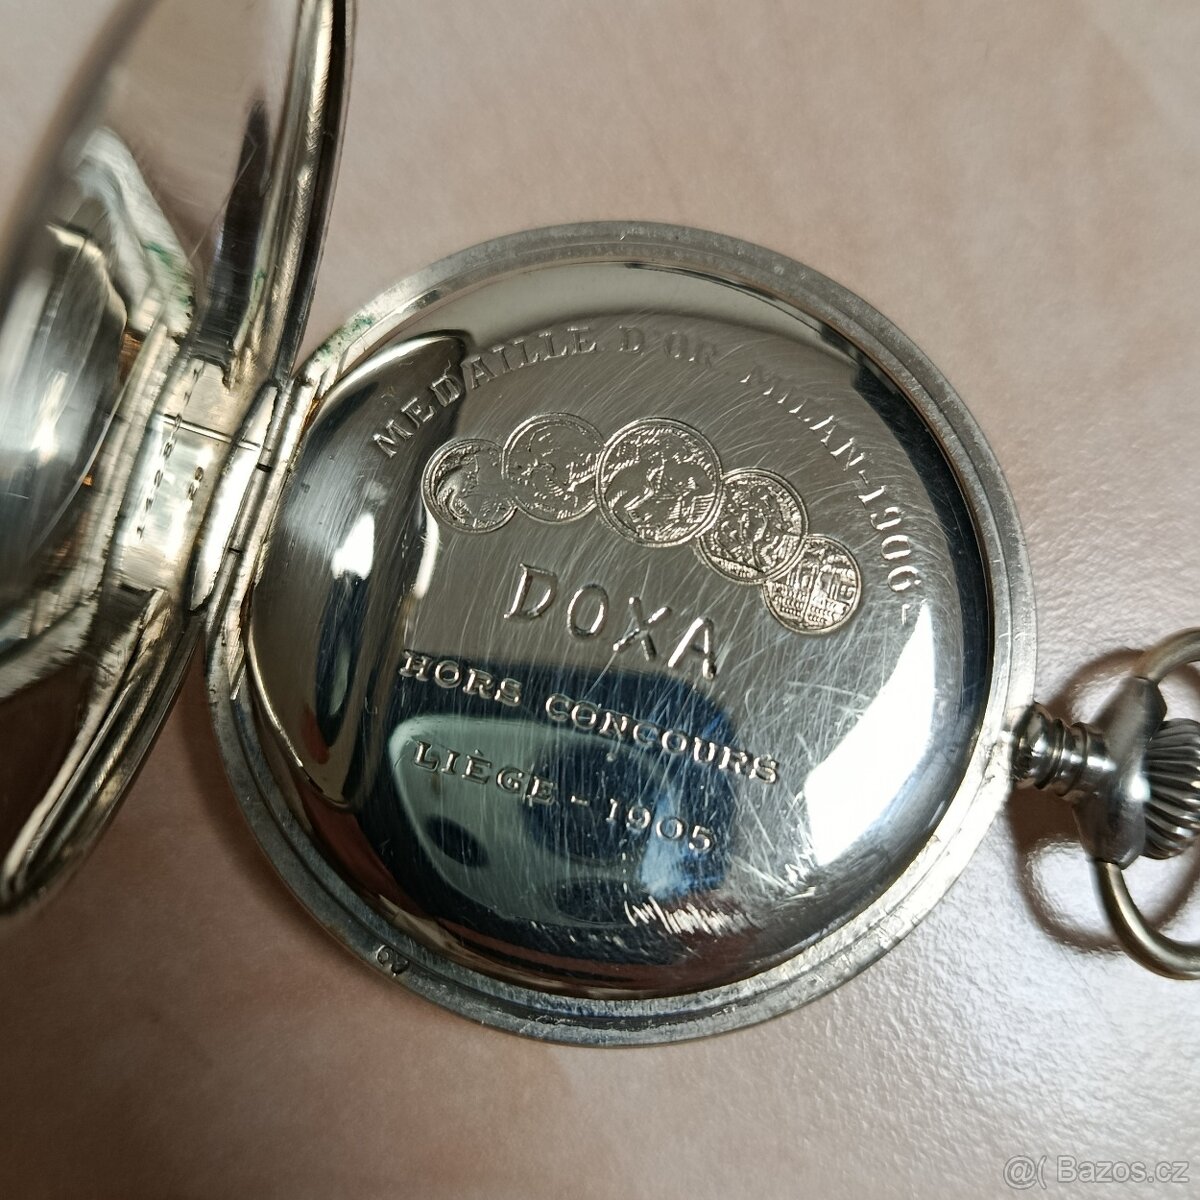 MEDAILLE D'OR MILAN-1906-
DOXA
HORS CONCOURS
LIÈGE - 1905
@( Bazos.cz